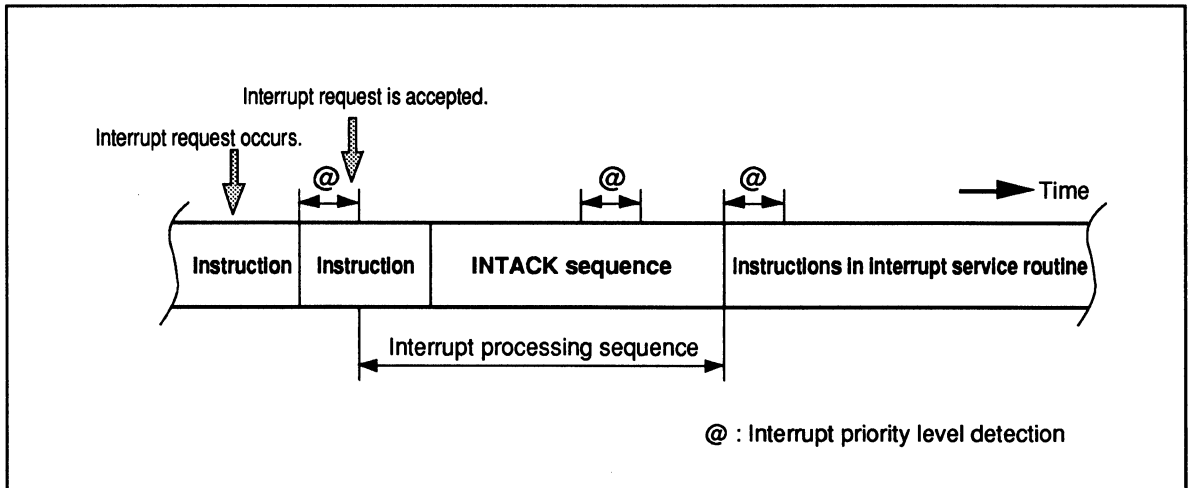 Interrupt request is accepted.
Interrupt request occurs.
@
@
@
Time
Instruction
Instruction
INTACK sequence
Instructions in interrupt service routine
Interrupt processing sequence
@ : Interrupt priority level detection